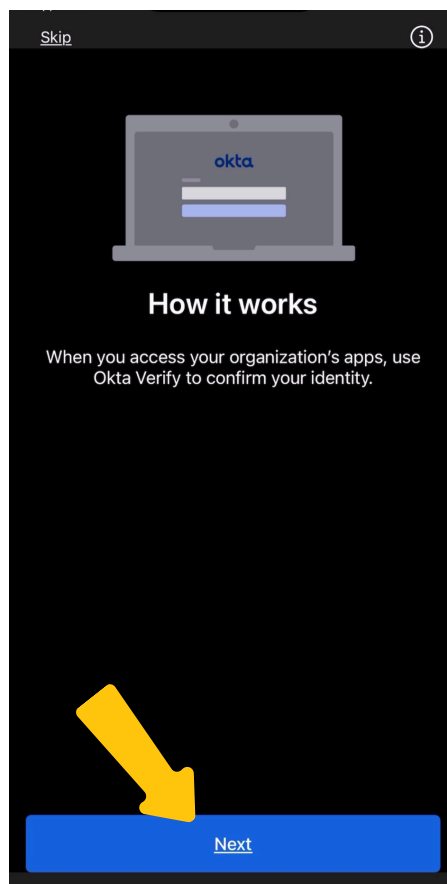 Skip
okta
How it works
When you access your organization's apps, use
Okta Verify to confirm your identity.
Next